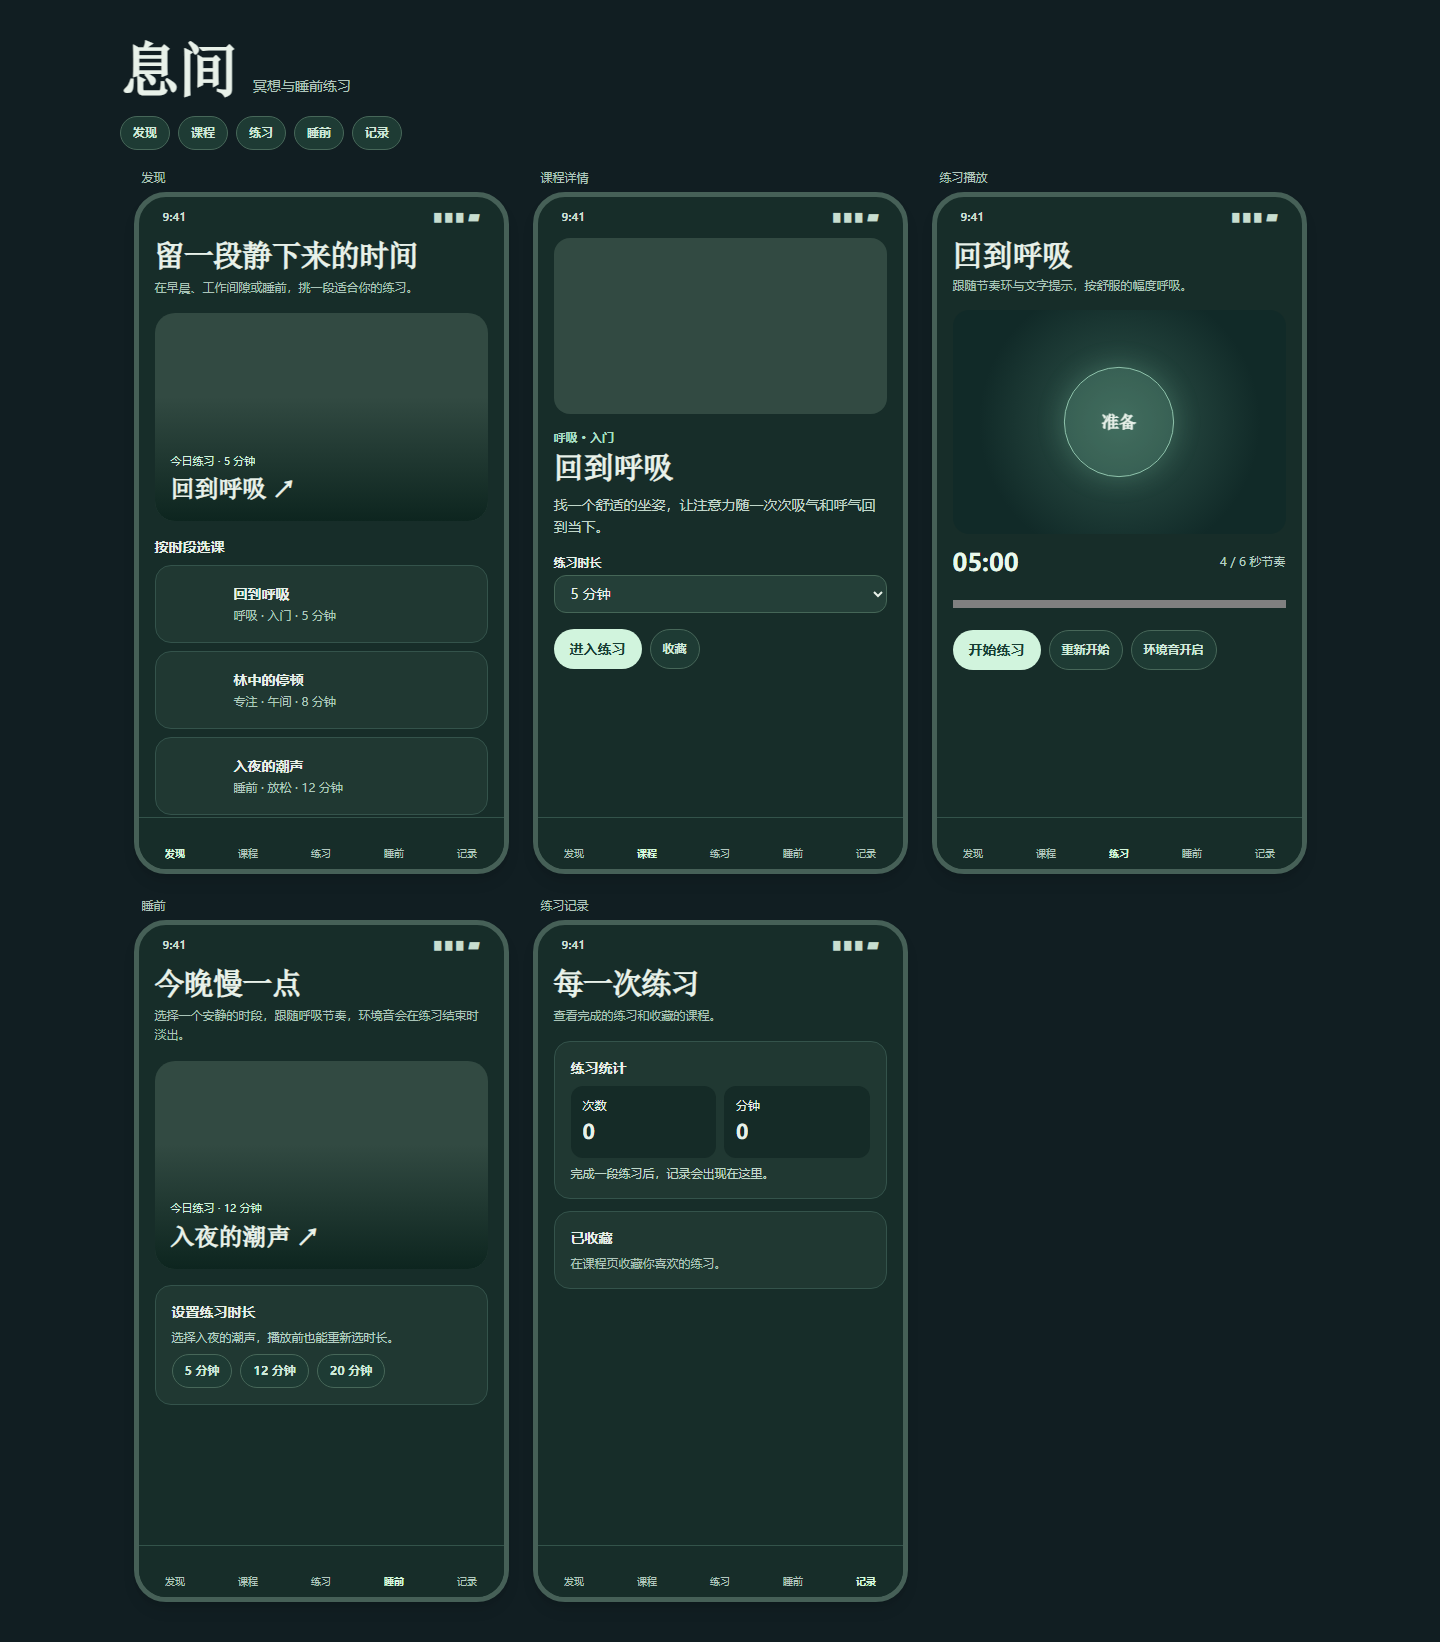 息间 冥想与睡前练习
发现 课程 练习 睡前 记录
发现
9:41
留一段静下来的时间
在早晨、工作间隙或睡前，挑一段适合你的练习。
今日练习 · 5 分钟
回到呼吸 ↗
按时段选课
回到呼吸
呼吸 · 入门 · 5 分钟
林中的停顿
专注 · 午间 · 8 分钟
入夜的潮声
睡前 · 放松 · 12 分钟
发现 课程 练习 睡前 记录
课程详情
9:41
呼吸 · 入门
回到呼吸
找一个舒适的坐姿，让注意力随一次次吸气和呼气回
到当下。
练习时长
5 分钟
进入练习 收藏
发现 课程 练习 睡前 记录
练习播放
9:41
回到呼吸
跟随节奏环与文字提示，按舒服的幅度呼吸。
准备
05:00 4 / 6 秒节奏
开始练习 重新开始 环境音开启
发现 课程 练习 睡前 记录
睡前
9:41
今晚慢一点
选择一个安静的时段，跟随呼吸节奏，环境音会在练习结束时
淡出。
今日练习 · 12 分钟
入夜的潮声 ↗
设置练习时长
选择入夜的潮声，播放前也能重新选时长。
5 分钟 12 分钟 20 分钟
发现 课程 练习 睡前 记录
练习记录
9:41
每一次练习
查看完成的练习和收藏的课程。
练习统计
次数 分钟
0 0
完成一段练习后，记录会出现在这里。
已收藏
在课程页收藏你喜欢的练习。
发现 课程 练习 睡前 记录